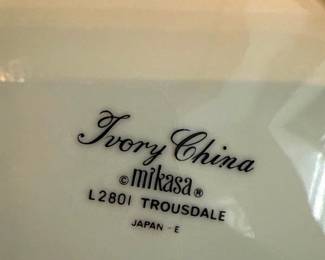 Ivory China
©mikasa®
L2801 TROUSDALE
JAPAN - E